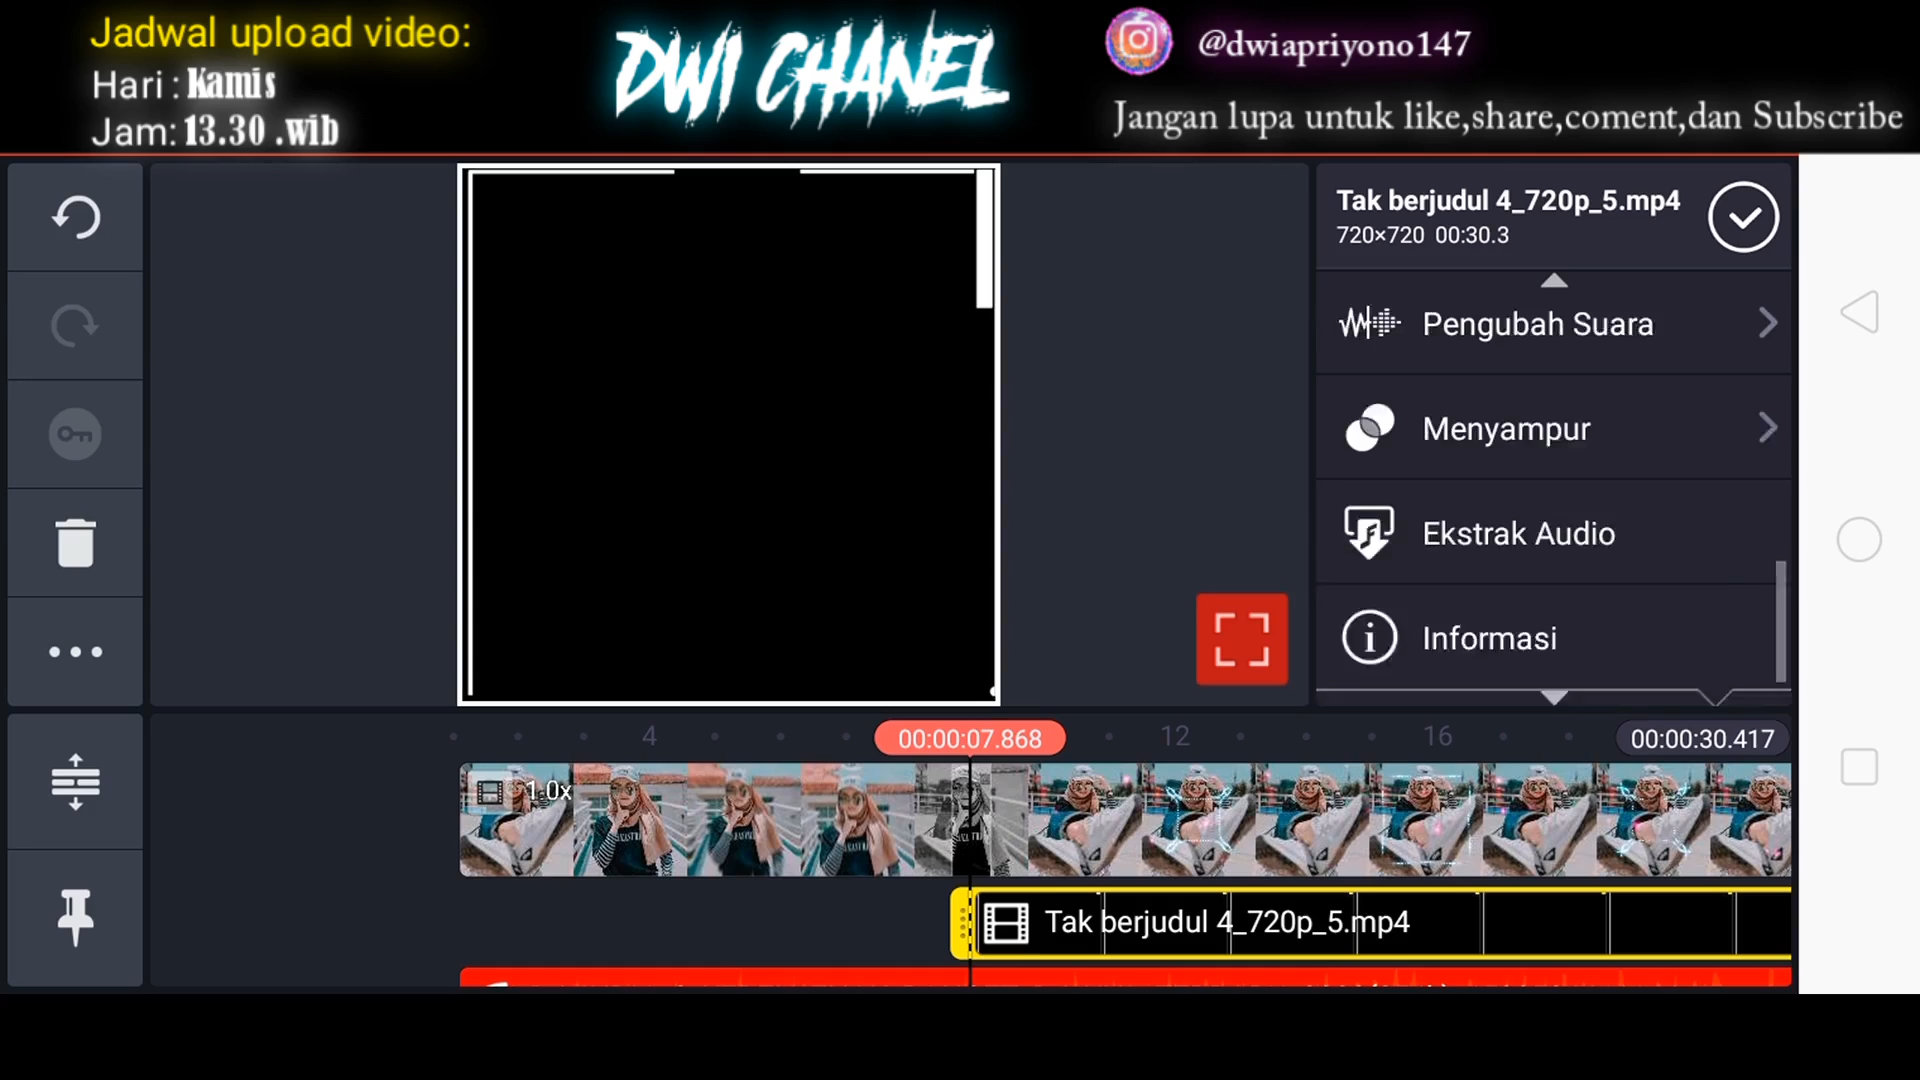 Jadwal upload video:
Hari : Kamis
Jam: 13.30 .wib
DWI CHANEL
@dwiapriyono147
Jangan lupa untuk like,share,coment,dan Subscribe
Tak berjudul 4_720p_5.mp4
720×720 00:30.3
Pengubah Suara
Menyampur
Ekstrak Audio
Informasi
4
00:00:07.868
12
16
00:00:30.417
1.0x
Tak berjudul 4_720p_5.mp4